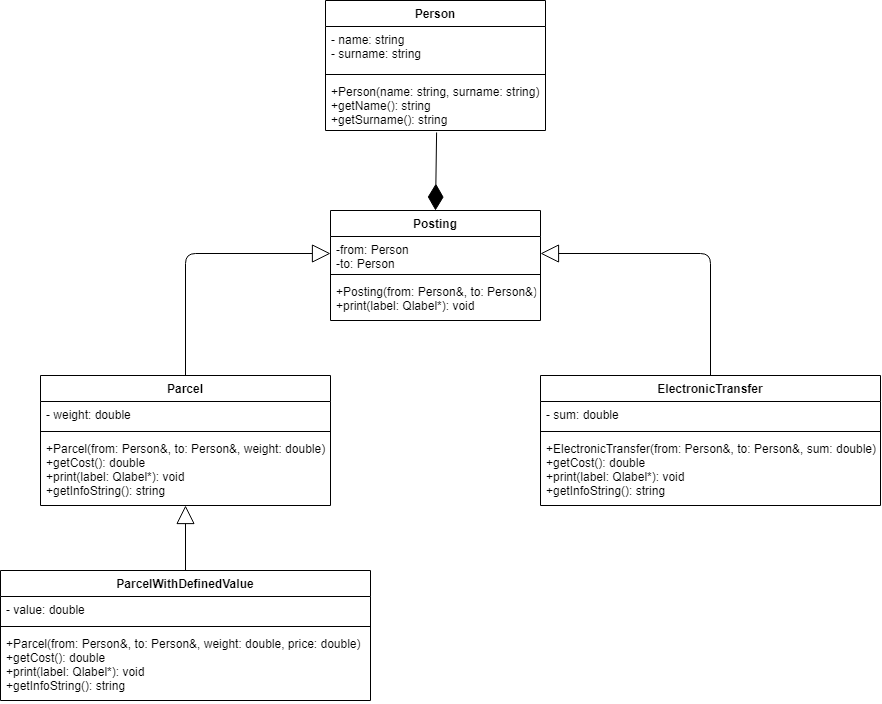 Person
- name: string
- surname: string
+Person(name: string, surname: string)
+getName(): string
+getSurname(): string
Posting
-from: Person
-to: Person
+Posting(from: Person&, to: Person&)
+print(label: Qlabel*): void
Parcel
- weight: double
+Parcel(from: Person&, to: Person&, weight: double)
+getCost(): double
+print(label: Qlabel*): void
+getInfoString(): string
ElectronicTransfer
- sum: double
+ElectronicTransfer(from: Person&, to: Person&, sum: double)
+getCost(): double
+print(label: Qlabel*): void
+getInfoString(): string
ParcelWithDefinedValue
- value: double
+Parcel(from: Person&, to: Person&, weight: double, price: double)
+getCost(): double
+print(label: Qlabel*): void
+getInfoString(): string